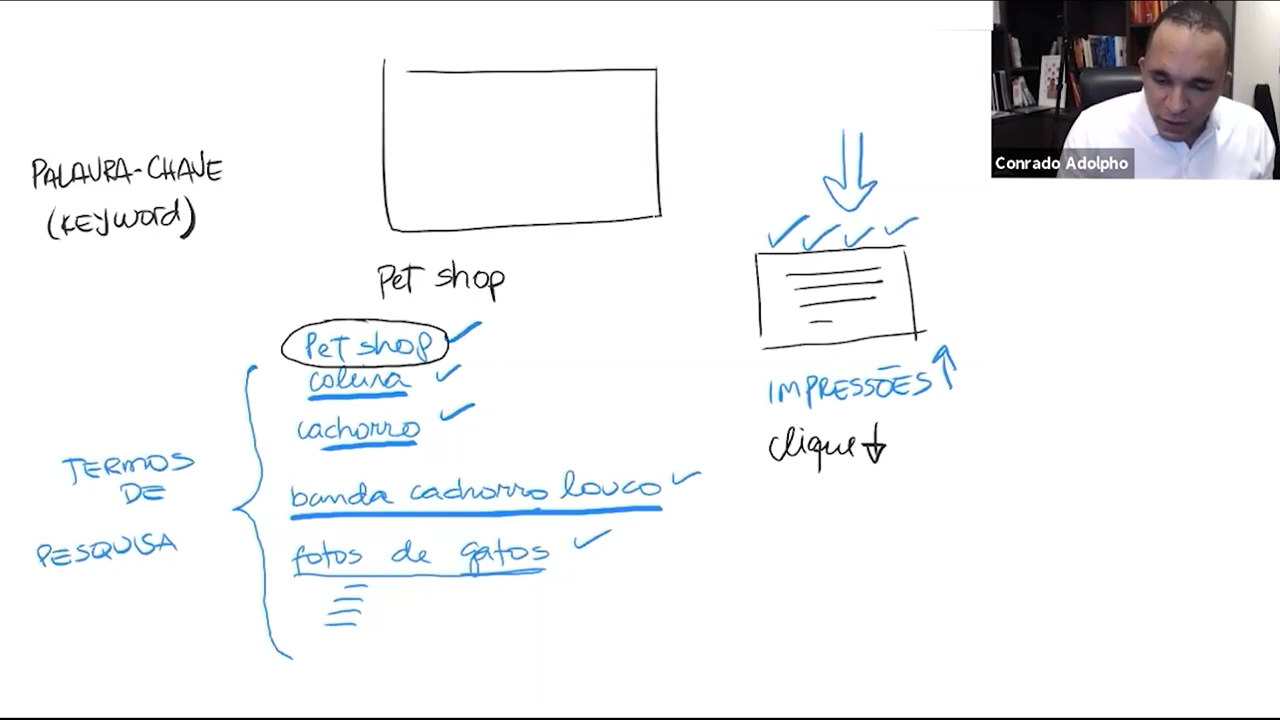 PALAVRA-CHAVE
(KEYWORD)
Pet shop
Pet shop
coleira
cachorro
banda cachorro louco
fotos de gatos
TERMOS
DE
PESQUISA
IMPRESSÕES
clique
Conrado Adolpho